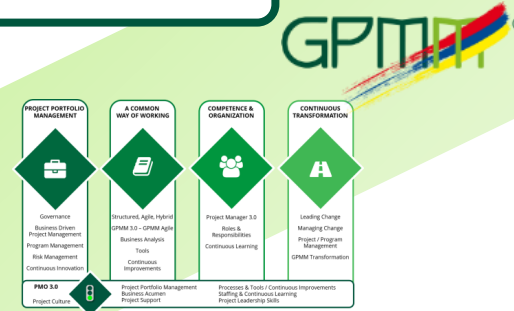 GPMM
PROJECT PORTFOLIO
MANAGEMENT
Governance
Business Driven
Project Management
Program Management
Risk Management
Continuous Innovation
A COMMON
WAY OF WORKING
Structured, Agile, Hybrid
GPMM 3.0 – GPMM Agile
Business Analysis
Tools
Continuous
Improvements
COMPETENCE &
ORGANIZATION
Project Manager 3.0
Roles &
Responsibilities
Continuous Learning
CONTINUOUS
TRANSFORMATION
Leading Change
Managing Change
Project / Program
Management
GPMM Transformation
PMO 3.0
Project Culture
Project Portfolio Management
Business Acumen
Project Support
Processes & Tools / Continuous Improvements
Staffing & Continuous Learning
Project Leadership Skills